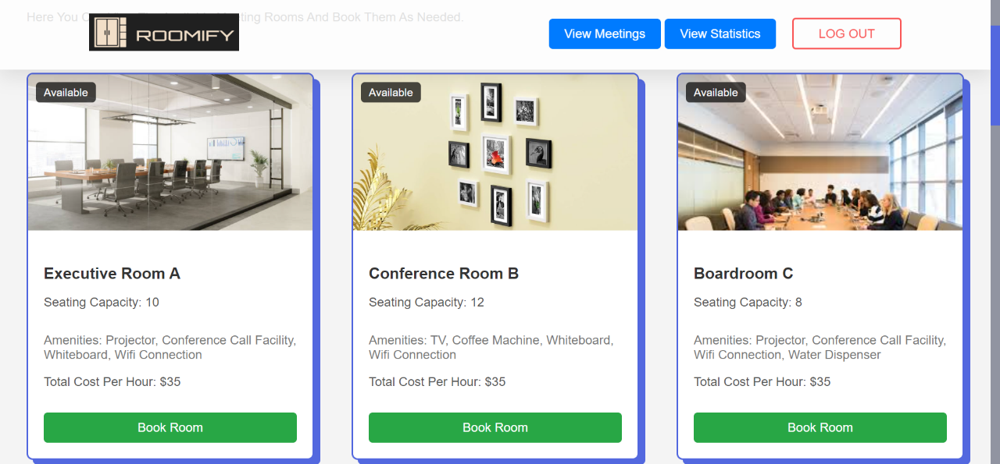 Here You C ting Rooms And Book Them As Needed.
ROOMIFY
View Meetings View Statistics LOG OUT
Available Available Available
Executive Room A
Seating Capacity: 10
Amenities: Projector, Conference Call Facility,
Whiteboard, Wifi Connection
Total Cost Per Hour: $35
Book Room
Conference Room B
Seating Capacity: 12
Amenities: TV, Coffee Machine, Whiteboard,
Wifi Connection
Total Cost Per Hour: $35
Book Room
Boardroom C
Seating Capacity: 8
Amenities: Projector, Conference Call Facility,
Wifi Connection, Water Dispenser
Total Cost Per Hour: $35
Book Room